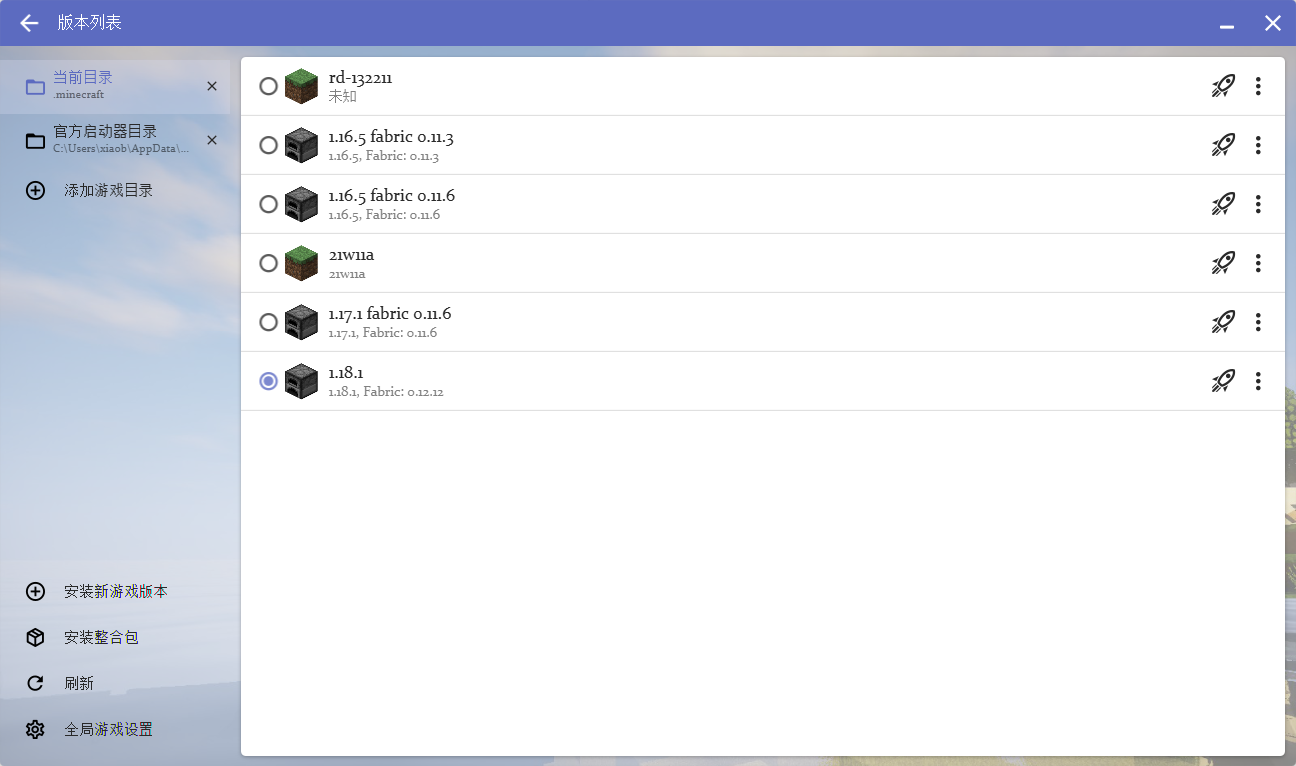 版本列表
当前目录
.minecraft
官方启动器目录
C:\Users\xiaob\AppData\...
添加游戏目录
安装新游戏版本
安装整合包
刷新
全局游戏设置
rd-132211
未知
1.16.5 fabric 0.11.3
1.16.5, Fabric: 0.11.3
1.16.5 fabric 0.11.6
1.16.5, Fabric: 0.11.6
21w11a
21w11a
1.17.1 fabric 0.11.6
1.17.1, Fabric: 0.11.6
1.18.1
1.18.1, Fabric: 0.12.12